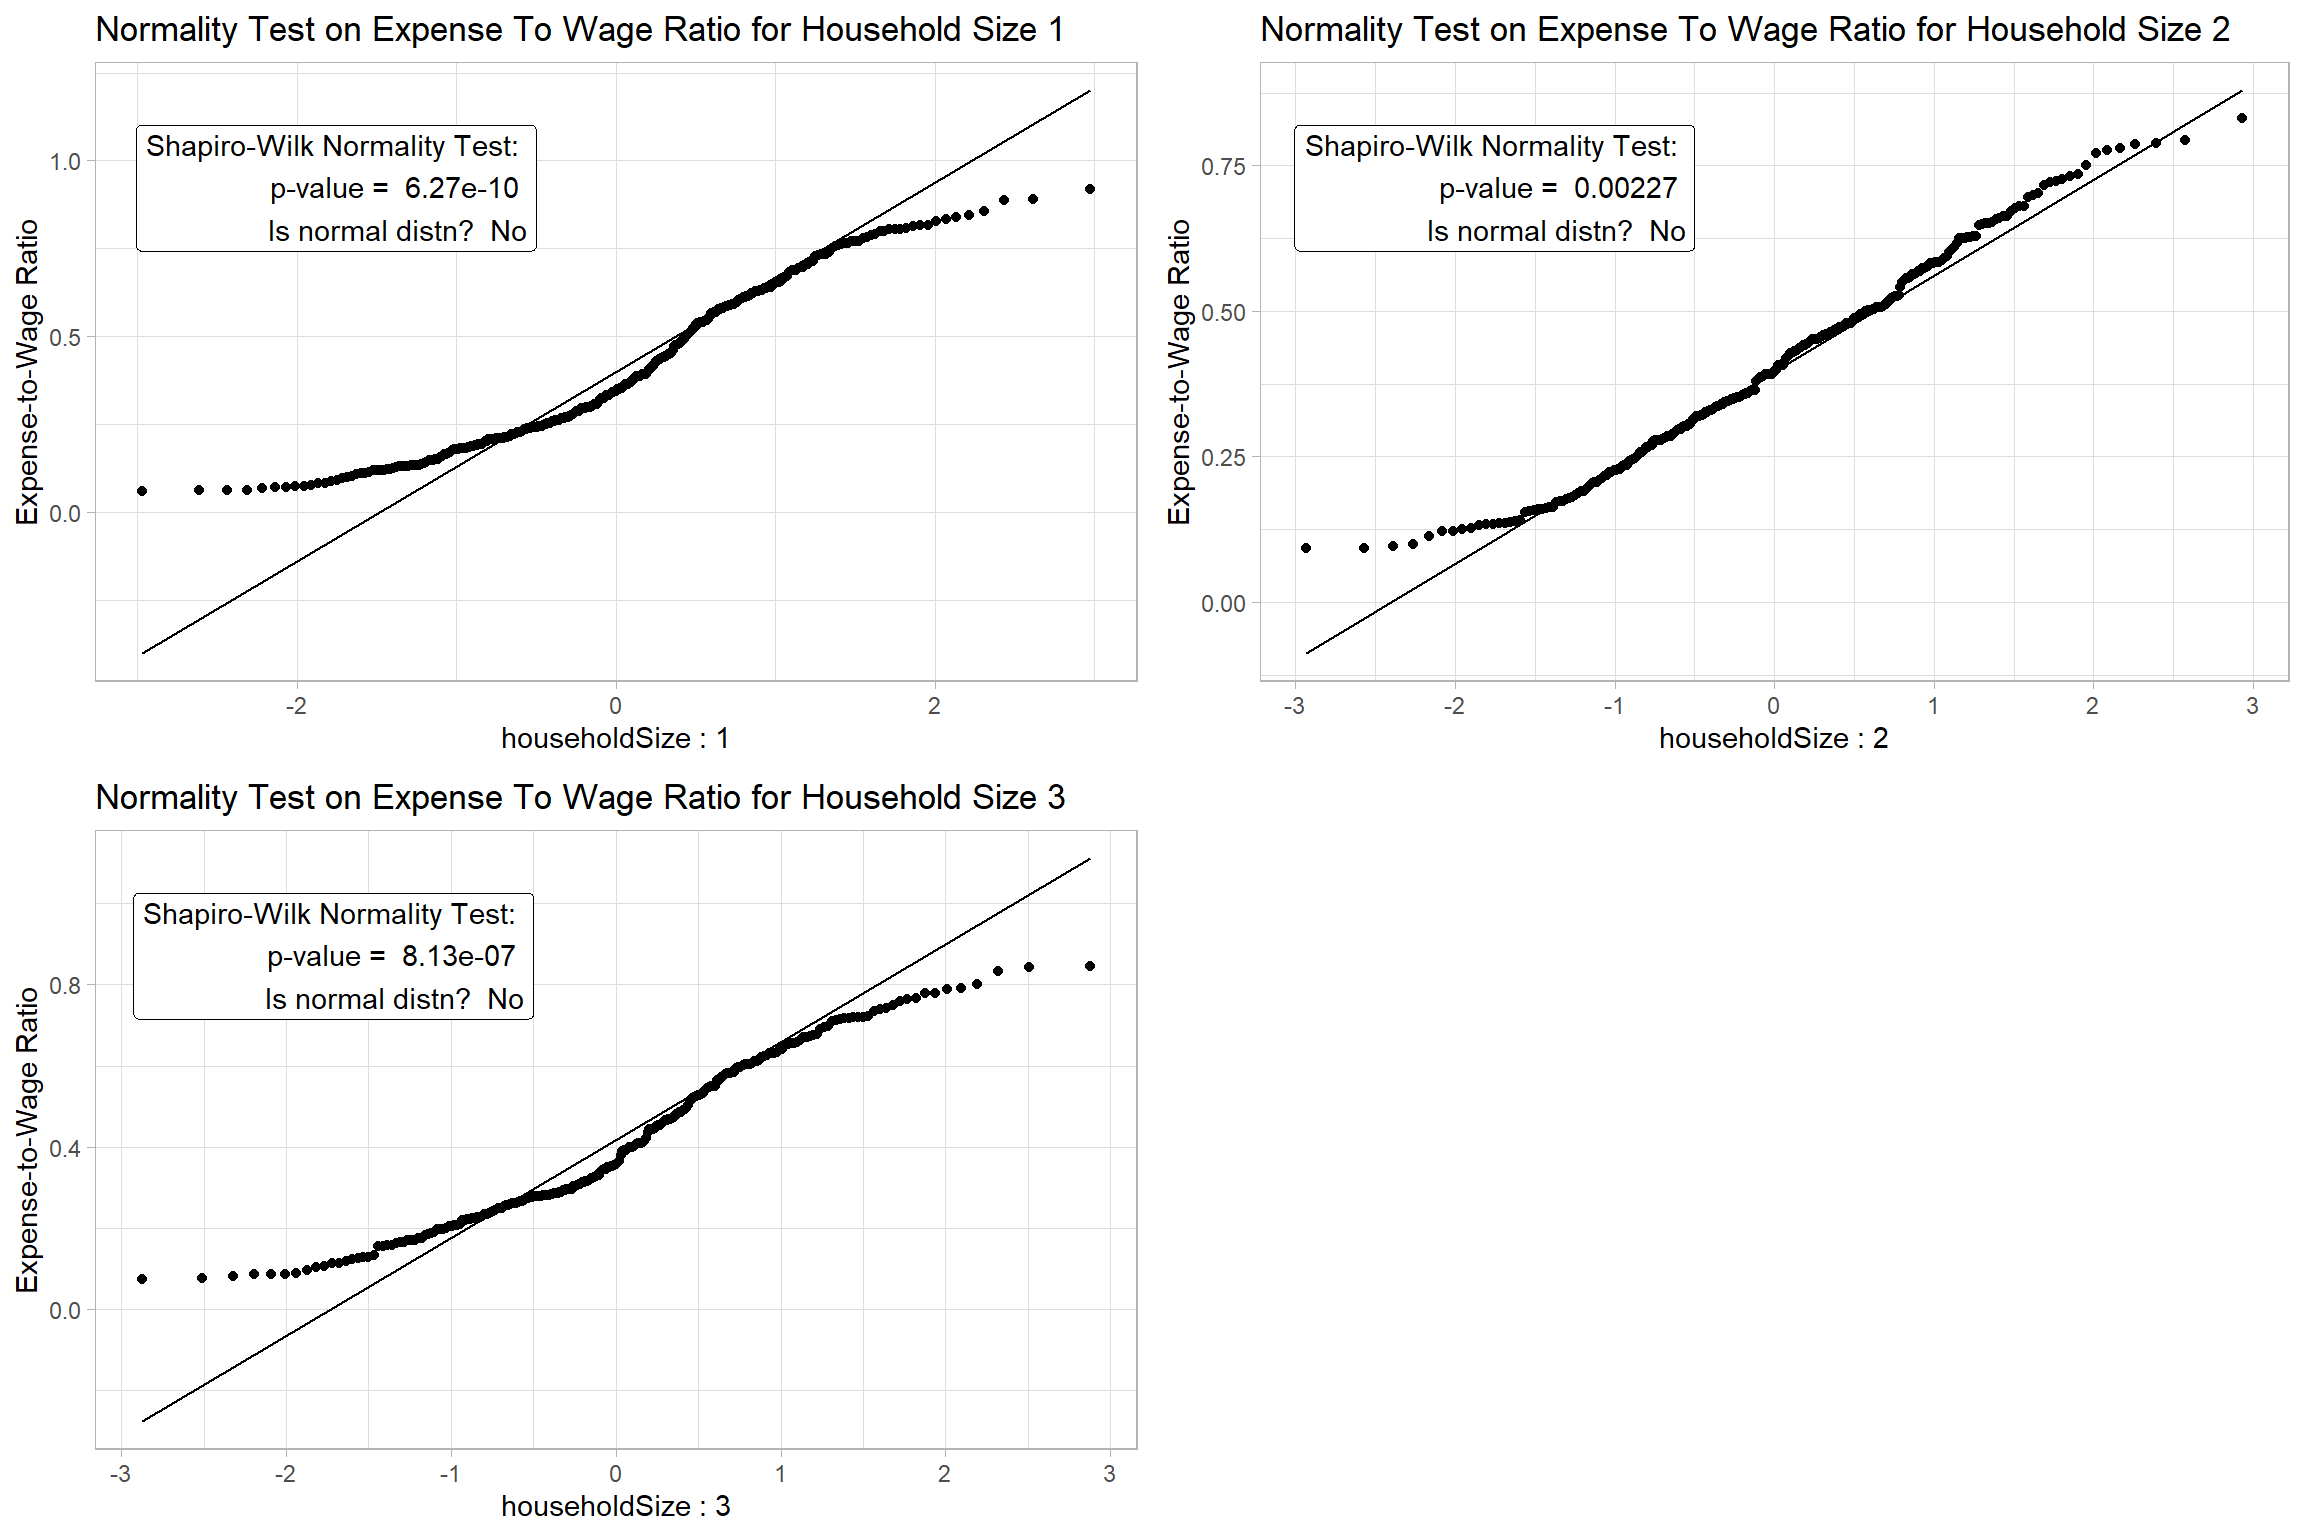 Normality Test on Expense To Wage Ratio for Household Size 1
Shapiro-Wilk Normality Test:
p-value = 6.27e-10
Is normal distn? No
Expense-to-Wage Ratio
1.0
0.5
0.0
-2 0 2
householdSize : 1
Normality Test on Expense To Wage Ratio for Household Size 2
Shapiro-Wilk Normality Test:
p-value = 0.00227
Is normal distn? No
Expense-to-Wage Ratio
0.75
0.50
0.25
0.00
-3 -2 -1 0 1 2 3
householdSize : 2
Normality Test on Expense To Wage Ratio for Household Size 3
Shapiro-Wilk Normality Test:
p-value = 8.13e-07
Is normal distn? No
Expense-to-Wage Ratio
0.8
0.4
0.0
-3 -2 -1 0 1 2 3
householdSize : 3